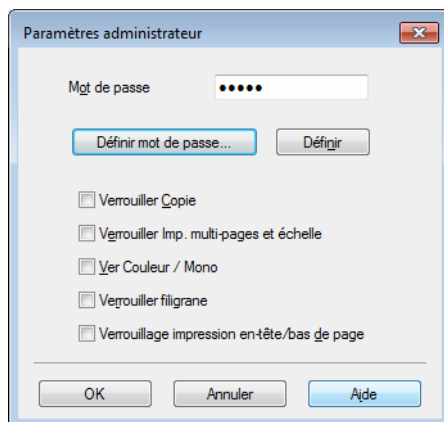 Paramètres administrateur
Mot de passe •••••
Définir mot de passe... Définir
Verrouiller Copie
Verrouiller Imp. multi-pages et échelle
Ver Couleur / Mono
Verrouiller filigrane
Verrouillage impression en-tête/bas de page
OK Annuler Aide